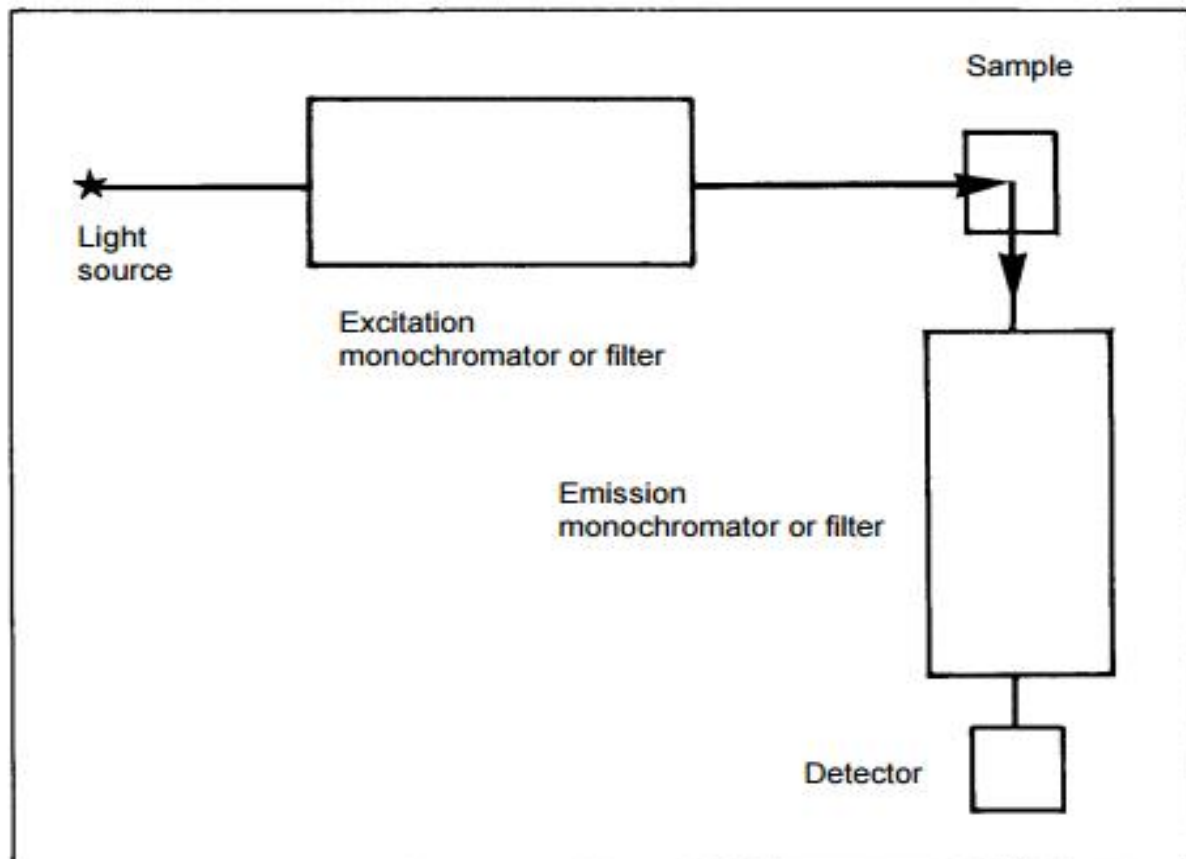 Sample
Light
source
Excitation
monochromator or filter
Emission
monochromator or filter
Detector